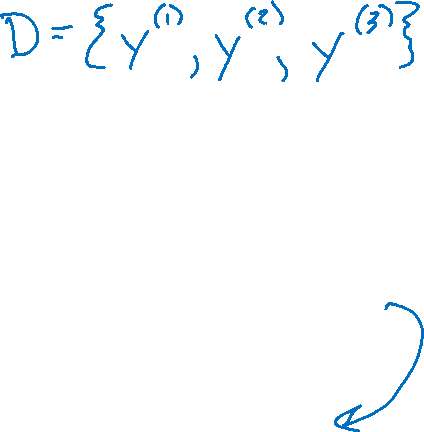 D = { y^(1), y^(2), y^(3) }